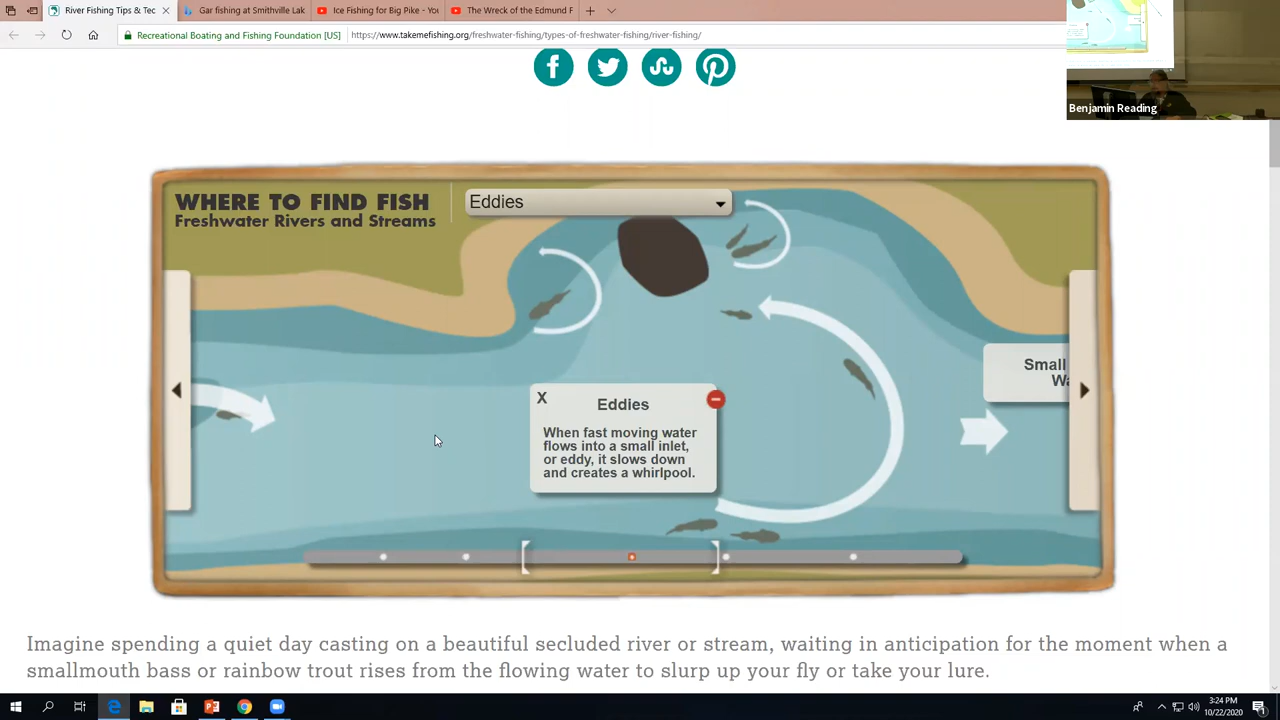 River Fishing Tips & Tec
Gar fishing at Smithville Lak
Ice Fishing for Big Pike - You
The Wreck of the Edmund F
Recreational Boating and Fishing Foundation [US]
takemefishing.org/freshwater-fishing/types-of-freshwater-fishing/river-fishing/
Benjamin Reading
WHERE TO FIND FISH
Freshwater Rivers and Streams
Eddies
Small
Wa
X
Eddies
When fast moving water
flows into a small inlet,
or eddy, it slows down
and creates a whirlpool.
Imagine spending a quiet day casting on a beautiful secluded river or stream, waiting in anticipation for the moment when a
smallmouth bass or rainbow trout rises from the flowing water to slurp up your fly or take your lure.
3:24 PM
10/22/2020